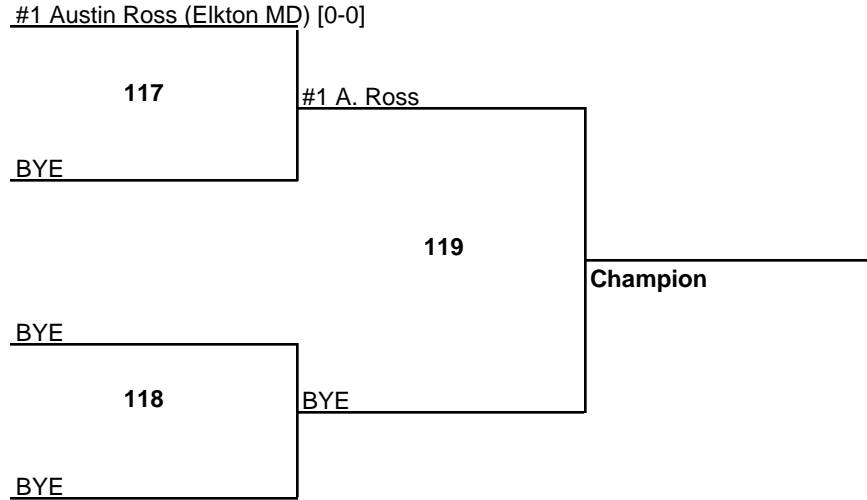 #1 Austin Ross (Elkton MD) [0-0]
117
#1 A. Ross
BYE
119
Champion
BYE
118
BYE
BYE